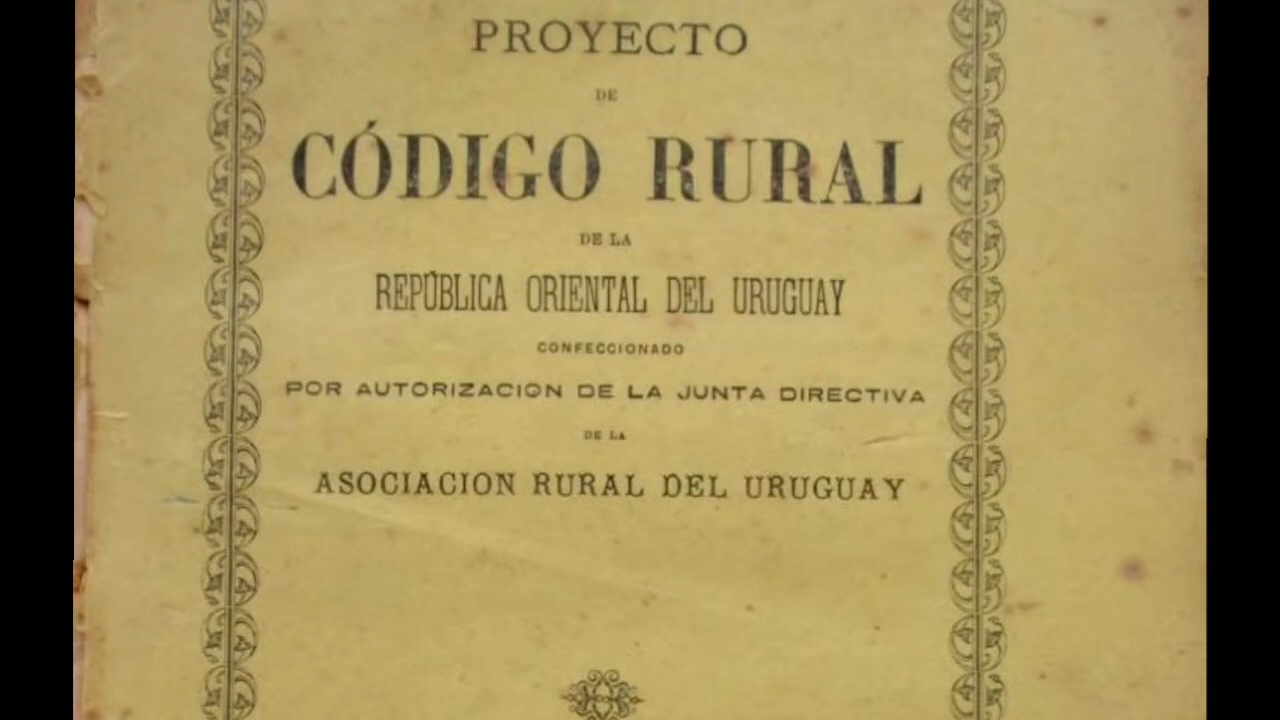 PROYECTO
DE
CÓDIGO RURAL
DE LA
REPÚBLICA ORIENTAL DEL URUGUAY
CONFECCIONADO
POR AUTORIZACION DE LA JUNTA DIRECTIVA
DE LA
ASOCIACION RURAL DEL URUGUAY